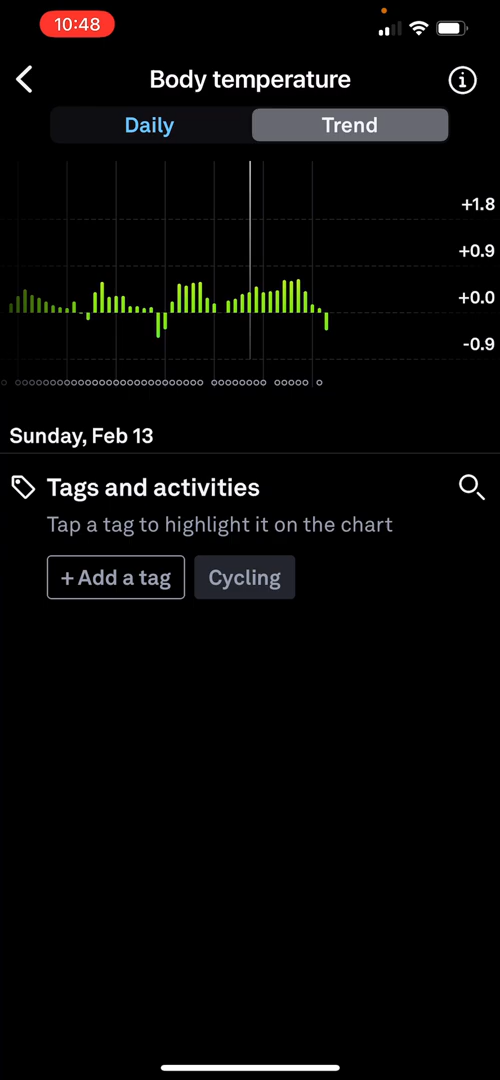 10:48
Body temperature
Daily
Trend
+1.8
+0.9
+0.0
-0.9
Sunday, Feb 13
Tags and activities
Tap a tag to highlight it on the chart
+ Add a tag
Cycling